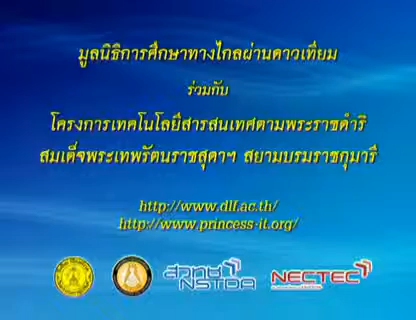 มูลนิธิการศึกษาทางไกลผ่านดาวเทียม
ร่วมกับ
โครงการเทคโนโลยีสารสนเทศตามพระราชดำริ
สมเด็จพระเทพรัตนราชสุดาฯ สยามบรมราชกุมารี
http://www.dlf.ac.th/
http://www.princess-it.org/
สวทช
NSTDA
NECTEC